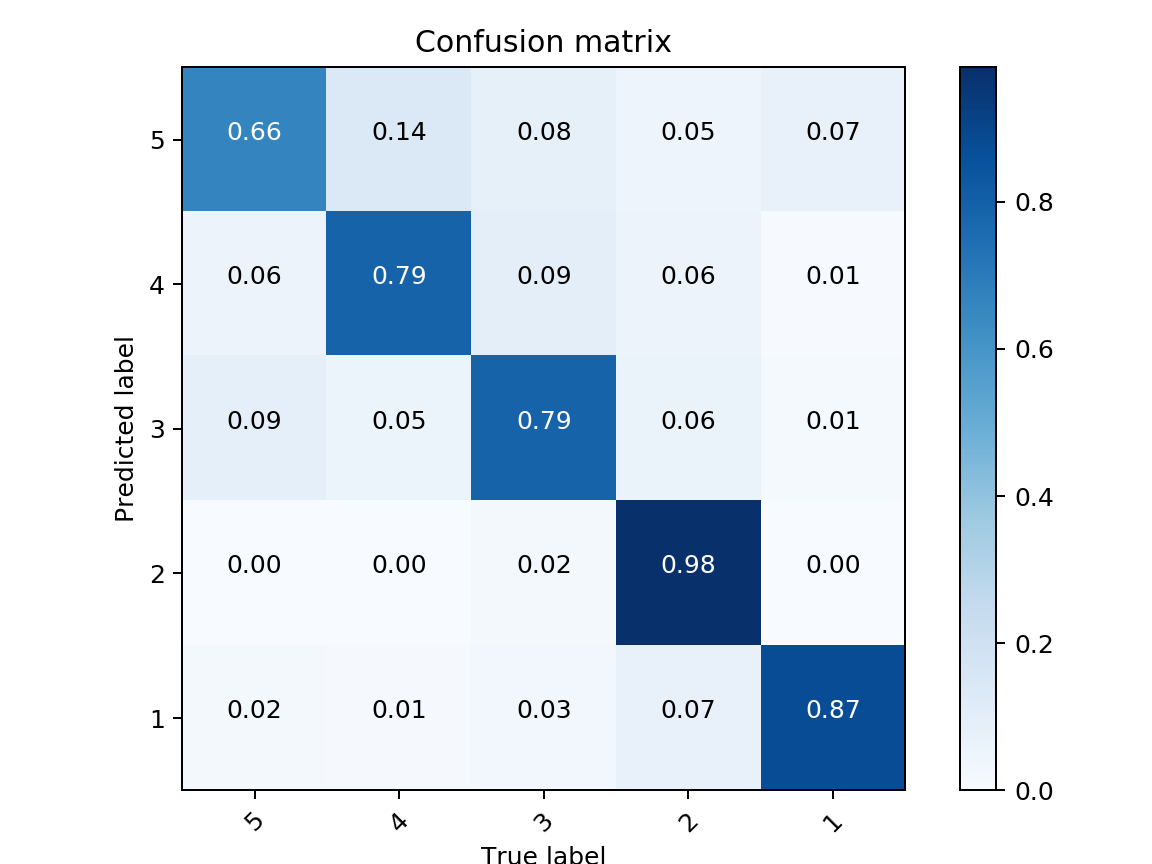 Confusion matrix
Predicted label
5 0.66 0.14 0.08 0.05 0.07
4 0.06 0.79 0.09 0.06 0.01
3 0.09 0.05 0.79 0.06 0.01
2 0.00 0.00 0.02 0.98 0.00
1 0.02 0.01 0.03 0.07 0.87
5 4 3 2 1
True label
0.8
0.6
0.4
0.2
0.0